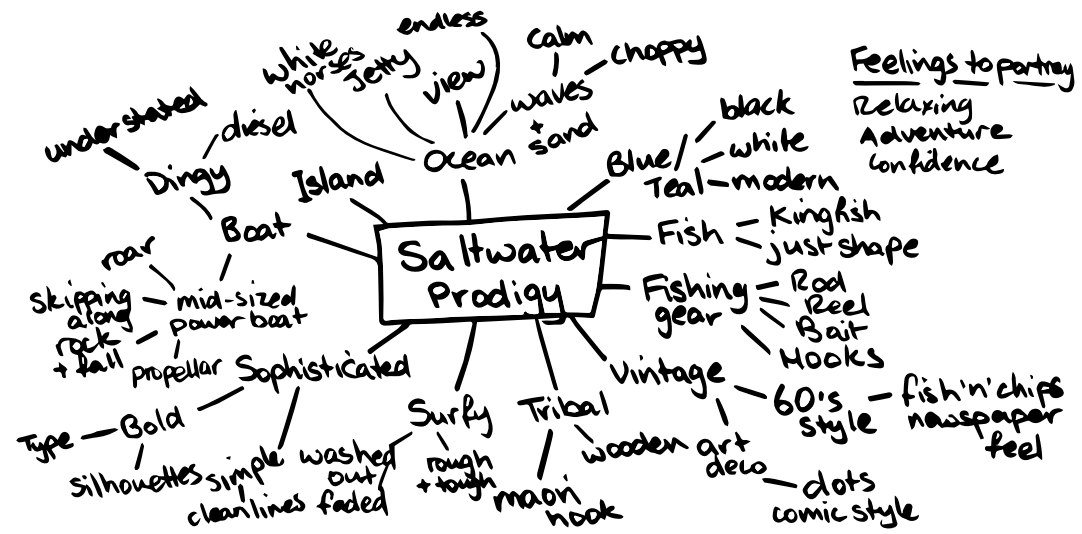 endless
calm
choppy
white
horses
Jetty
view
waves
+
sand
Ocean
Feelings to portray
Relaxing
Adventure
Confidence
understated
diesel
Dingy
Island
Blue
Teal
black
white
modern
Boat
Saltwater
Prodigy
Fish
Kingfish
just shape
roar
skipping
along
rock
+ fall
mid-sized
power boat
propellar
Fishing
gear
Rod
Reel
Bait
Hooks
Sophisticated
Vintage
60's
style
fish'n'chips
newspaper
feel
Type
Bold
silhouettes
simple
clean lines
Surfy
washed
out
faded
rough
+ tough
Tribal
wooden
maori
hook
art
deco
dots
comic style